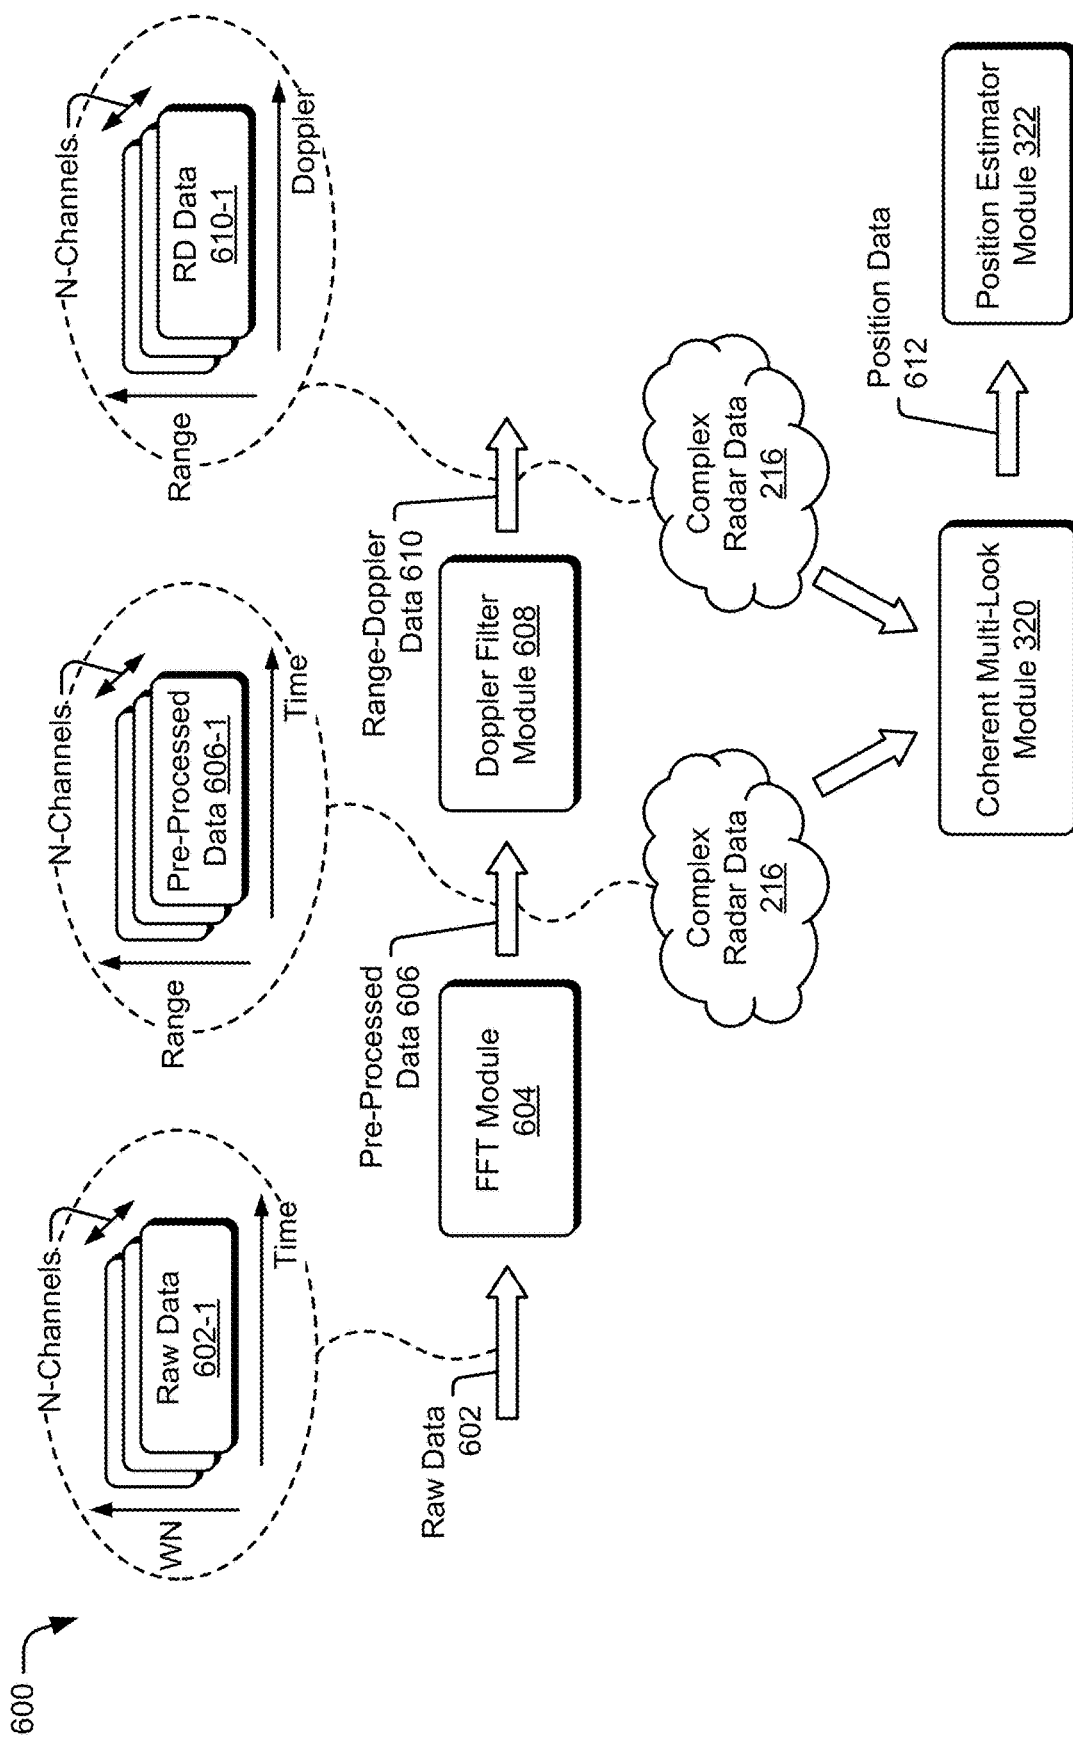 600
N-Channels
WN
Raw Data
602-1
Time
N-Channels
Range
Pre-Processed
Data 606-1
Time
N-Channels
Range
RD Data
610-1
Doppler
Raw Data
602
FFT Module
604
Pre-Processed
Data 606
Doppler Filter
Module 608
Range-Doppler
Data 610
Complex
Radar Data
216
Complex
Radar Data
216
Coherent Multi-Look
Module 320
Position Data
612
Position Estimator
Module 322